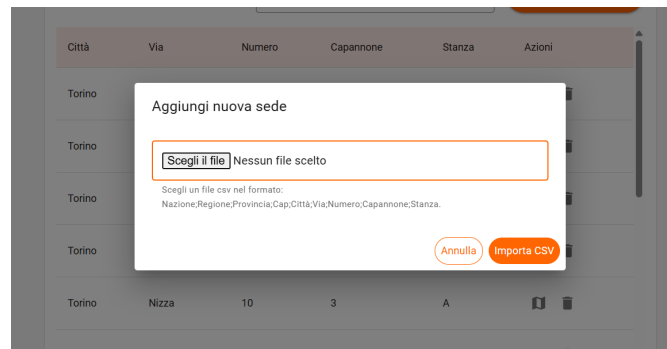 Città Via Numero Capannone Stanza Azioni
Torino
Aggiungi nuova sede
Torino
Scegli il file Nessun file scelto
Scegli un file csv nel formato:
Nazione;Regione;Provincia;Cap;Città;Via;Numero;Capannone;Stanza.
Torino
Torino
Annulla Importa CSV
Torino Nizza 10 3 A